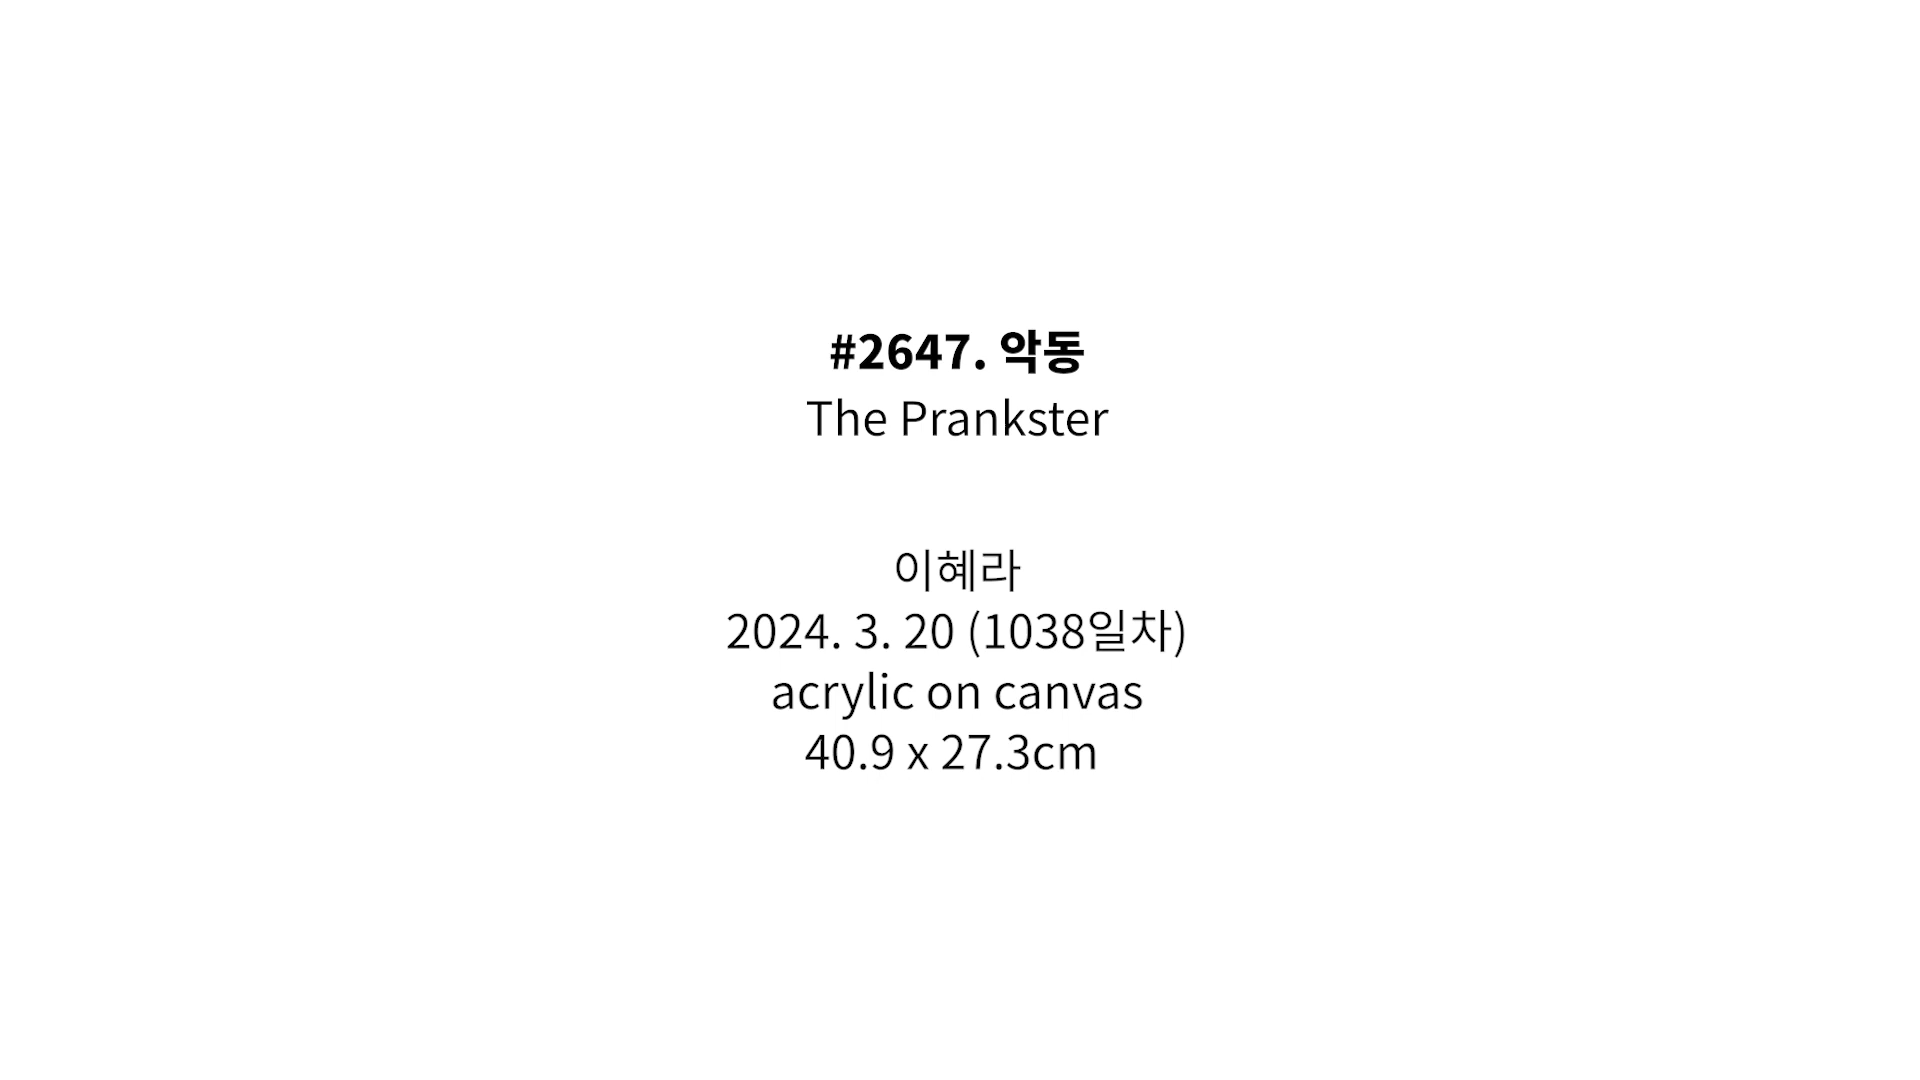 #2647. 악동
The Prankster
이혜라
2024. 3. 20 (1038일차)
acrylic on canvas
40.9 x 27.3cm